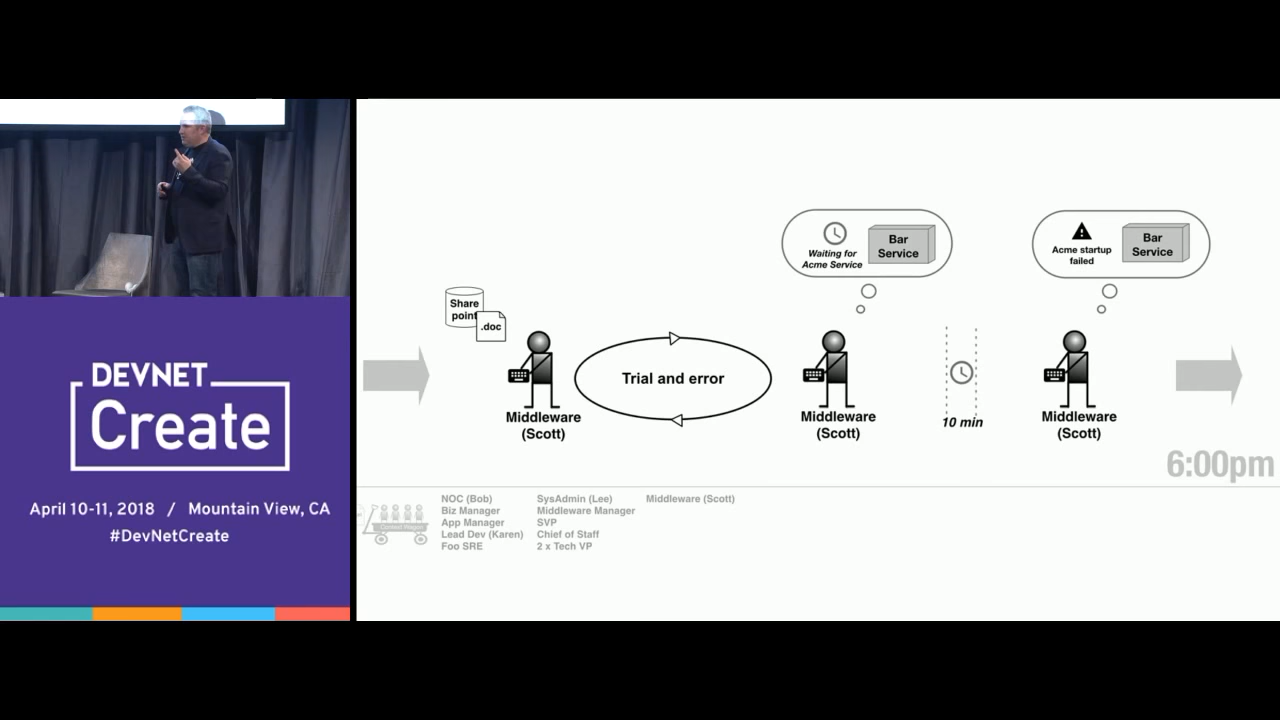 DEVNET
Create
April 10-11, 2018 / Mountain View, CA
#DevNetCreate
Share
point
.doc
Middleware
(Scott)
Trial and error
Waiting for
Acme Service
Bar
Service
Middleware
(Scott)
10 min
Acme startup
failed
Bar
Service
Middleware
(Scott)
6:00pm
NOC (Bob)
Biz Manager
App Manager
Lead Dev (Karen)
Foo SRE
SysAdmin (Lee)
Middleware Manager
SVP
Chief of Staff
2 x Tech VP
Middleware (Scott)